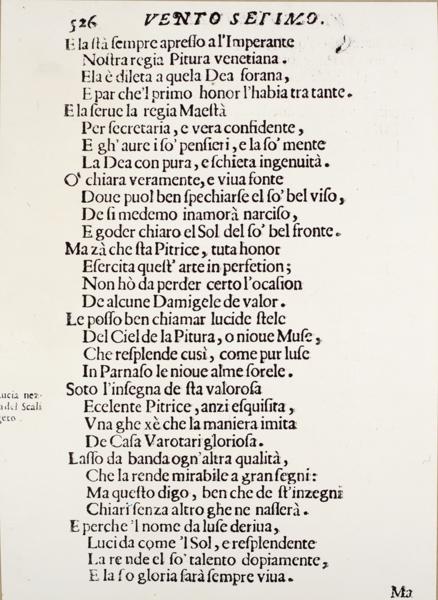 526 VENTO SETIMO.
E la ſtà ſempre apreſſo a l'Imperante
Noſtra regia Pitura venetiana.
Ela è dileta a quela Dea ſorana,
E par che'l primo honor l'habia tra tante.
E la ſerue la regia Maeſtà
Per ſecretaria, e vera confidente,
E gh' aure i ſo' penſieri, e la ſo' mente
La Dea con pura, e ſchieta ingenuità.
O' chiara veramente, e viua fonte
Doue puol ben ſpechiarſe el ſo' bel viſo,
De ſi medemo inamorà narciſo,
E goder chiaro el Sol del ſo' bel fronte.
Ma zà che ſta Pitrice, tuta honor
Eſercita queſt' arte in perfetion;
Non hò da perder certo l'ocaſion
De alcune Damigele de valor.
Le poſſo ben chiamar lucide ſtele
Del Ciel de la Pitura, o nioue Muſe,
Che reſplende cusì, come pur luſe
In Parnaſo le nioue alme ſorele.
Soto l'inſegna de ſta valoroſa
Ecelente Pitrice, anzi eſquiſita,
Vna ghe xè che la maniera imita
De Caſa Varotari glorioſa.
Laſſo da banda ogn'altra qualità,
Che la rende mirabile a gran ſegni:
Ma queſto digo, ben che de ſt'inzegni
Chiari ſenza altro ghe ne naſſerà.
E perche 'l nome da luſe deriua,
Luci da come 'l Sol, e reſplendente
La rende el ſo' talento dopiamente,
E la ſo gloria ſarà ſempre viua.
ucia nez-
a del Scali
gero.
Ma